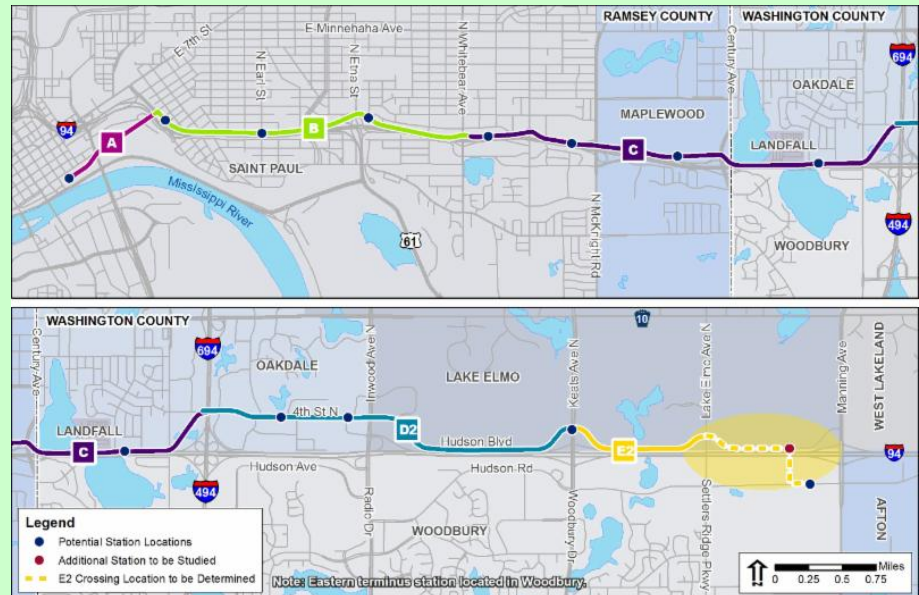 RAMSEY COUNTY
WASHINGTON COUNTY
E Minnehaha Ave
E 7th St
N Earl St
N Etna St
N Whitebear Ave
Century Ave
694
OAKDALE
94
A
B
MAPLEWOOD
C
LANDFALL
SAINT PAUL
Mississippi River
61
N McKnight Rd
494
WOODBURY
WASHINGTON COUNTY
10
Century Ave
694
OAKDALE
Inwood Ave N
LAKE ELMO
Keats Ave N
Lake Elmo Ave N
Manning Ave
WEST LAKELAND
LANDFALL
4th St N
D2
C
Hudson Blvd
E2
94
Hudson Ave
Hudson Rd
494
Radio Dr
WOODBURY
Woodbury Dr
Settlers Ridge Pkwy
AFTON
Legend
Potential Station Locations
Additional Station to be Studied
E2 Crossing Location to be Determined
Note: Eastern terminus station located in Woodbury.
N
Miles
0 0.25 0.5 0.75